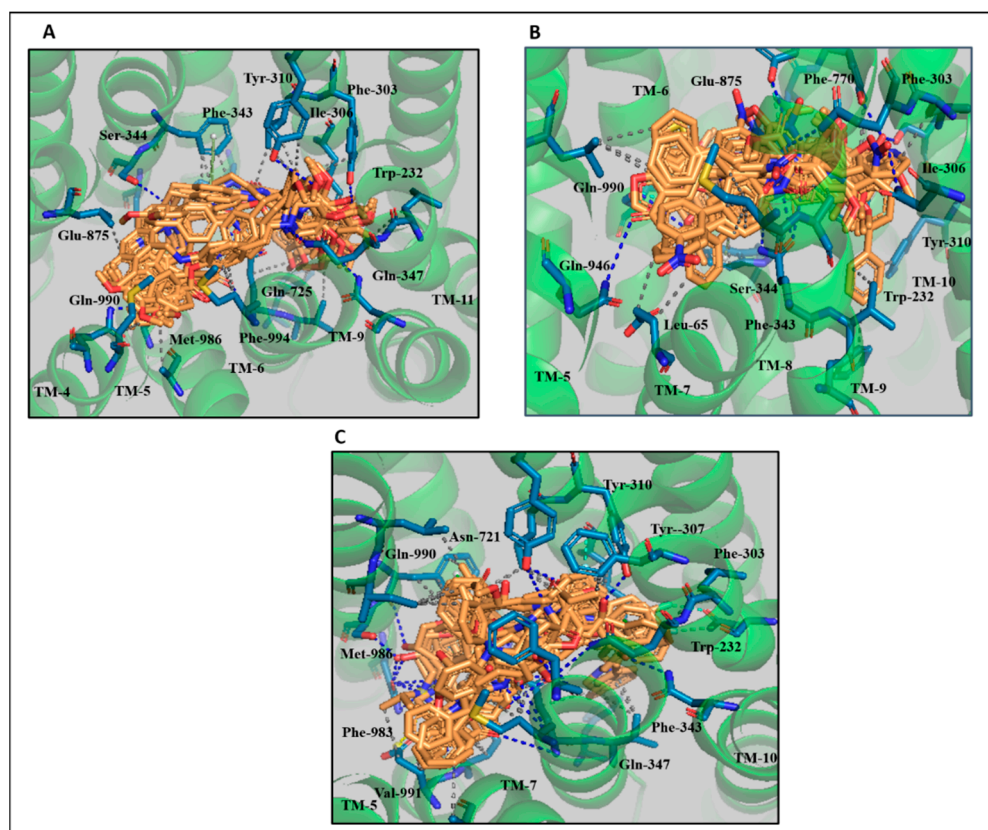 A
Tyr-310
Phe-303
Phe-343
Ile-306
Ser-344
Trp-232
Glu-875
Gln-347
Gln-990
Gln-725
TM-11
Met-986
Phe-994
TM-9
TM-6
TM-4
TM-5
B
Glu-875
Phe-770
Phe-303
TM-6
Gln-990
Ile-306
Tyr-310
Gln-946
TM-10
Ser-344
Trp-232
Leu-65
Phe-343
TM-5
TM-7
TM-8
TM-9
C
Tyr-310
Asn-721
Tyr--307
Gln-990
Phe-303
Met-986
Trp-232
Phe-983
Phe-343
Gln-347
TM-10
Val-991
TM-7
TM-5